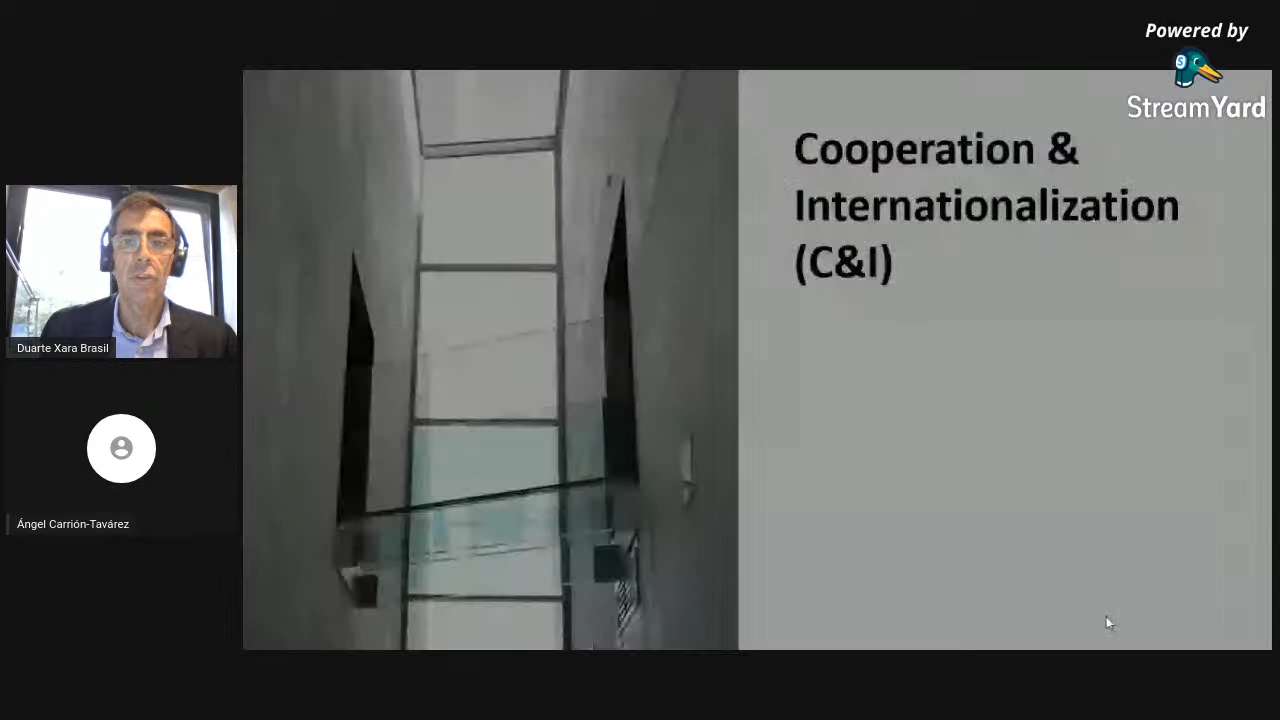 Powered by
StreamYard
Cooperation &
Internationalization
(C&I)
Duarte Xara Brasil
Ángel Carrión-Tavárez